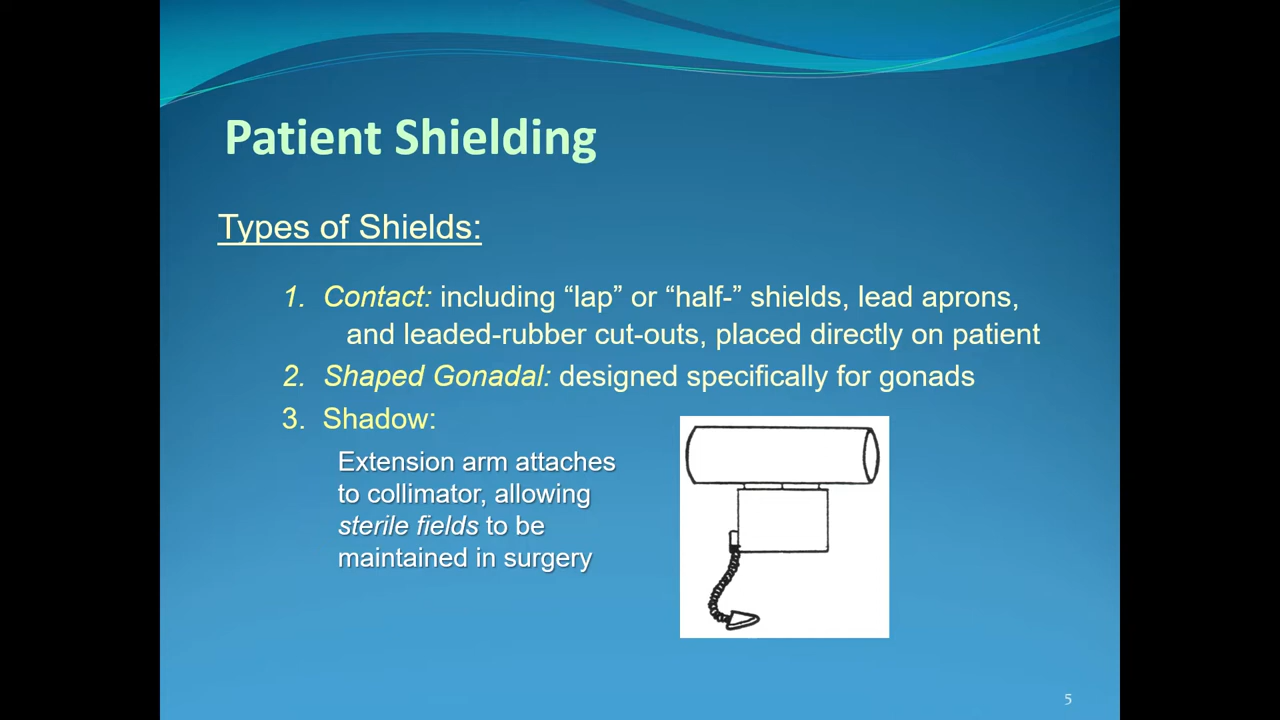 Patient Shielding
Types of Shields:
1. Contact: including “lap” or “half-” shields, lead aprons,
and leaded-rubber cut-outs, placed directly on patient
2. Shaped Gonadal: designed specifically for gonads
3. Shadow:
Extension arm attaches
to collimator, allowing
sterile fields to be
maintained in surgery
5